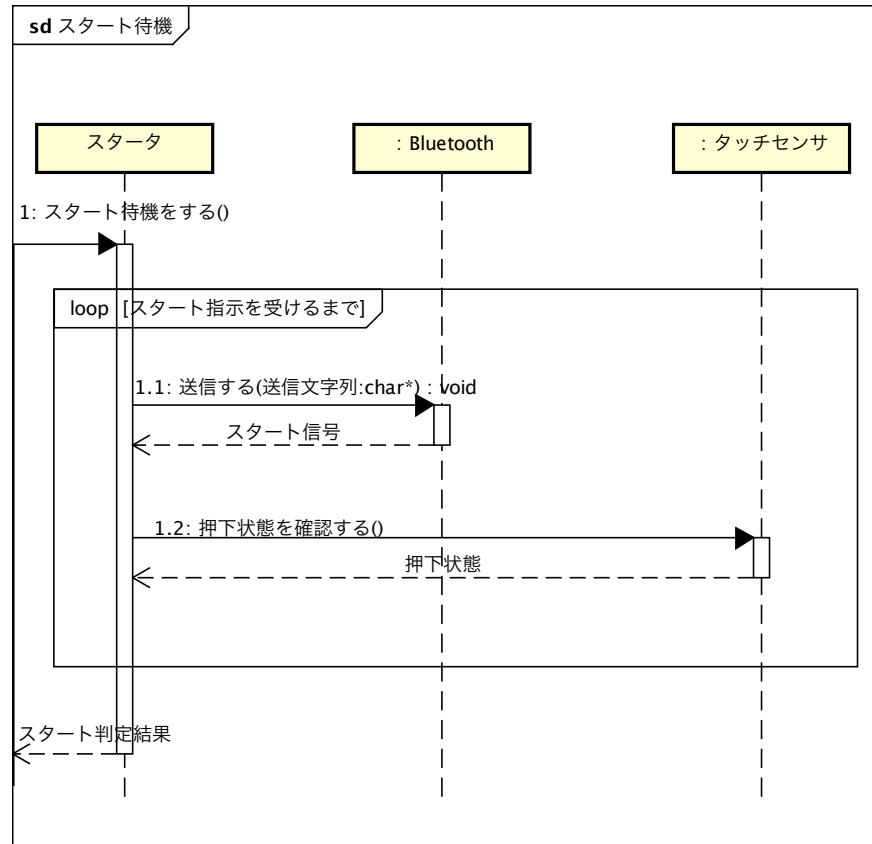 sd スタート待機
スタータ
: Bluetooth
: タッチセンサ
1: スタート待機をする()
loop [スタート指示を受けるまで]
1.1: 送信する(送信文字列:char*) : void
スタート信号
1.2: 押下状態を確認する()
押下状態
スタート判定結果